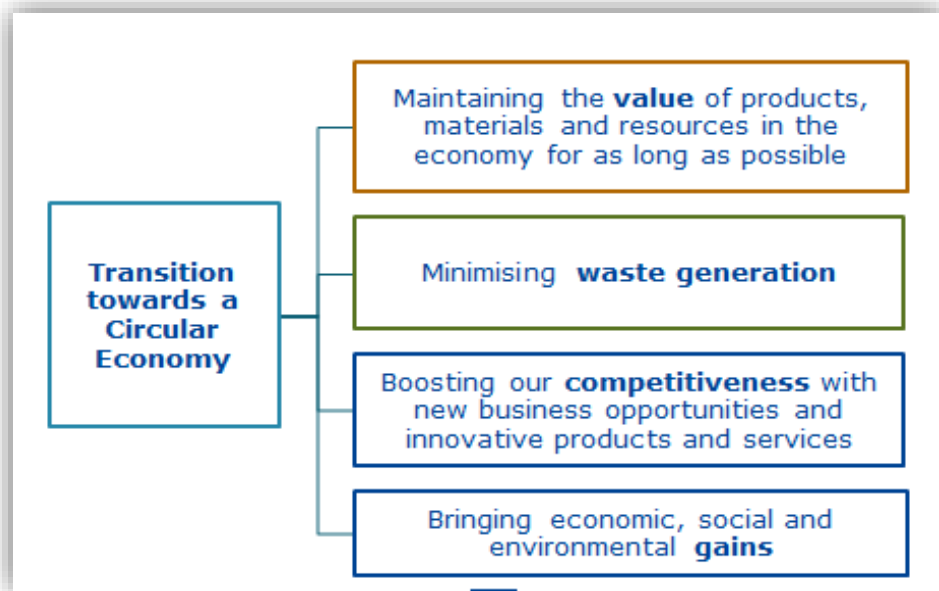 Transition
towards a
Circular
Economy
Maintaining the value of products,
materials and resources in the
economy for as long as possible
Minimising waste generation
Boosting our competitiveness with
new business opportunities and
innovative products and services
Bringing economic, social and
environmental gains